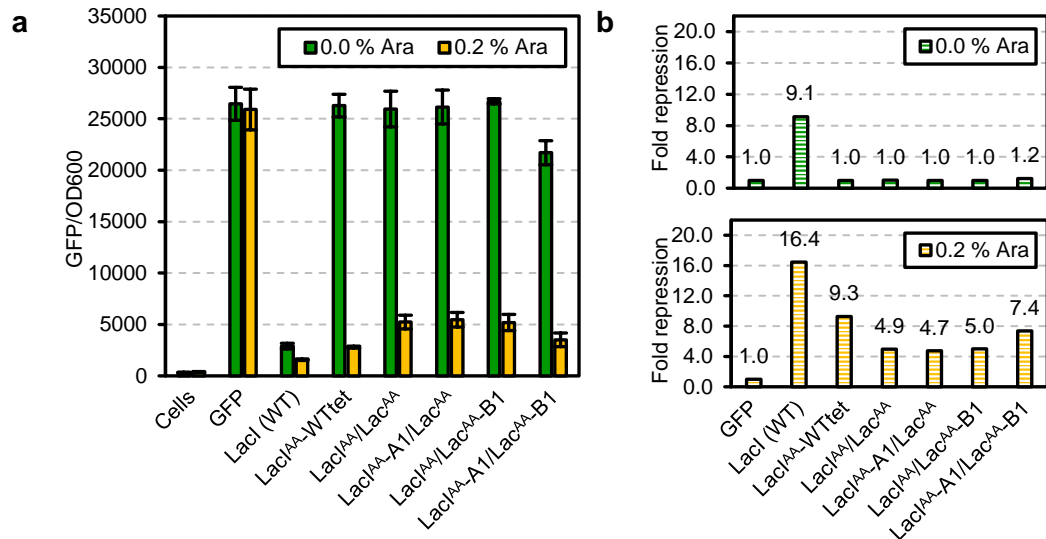 a
GFP/OD600
35000
30000
25000
20000
15000
10000
5000
0
0.0 % Ara
0.2 % Ara
Cells
GFP
LacI (WT)
LacI^AA-WTtet
LacI^AA/Lac^AA
LacI^AA-A1/Lac^AA
LacI^AA/Lac^AA-B1
LacI^AA-A1/Lac^AA-B1
b
Fold repression
20.0
16.0
12.0
8.0
4.0
0.0
0.0 % Ara
1.0
9.1
1.0
1.0
1.0
1.0
1.2
Fold repression
20.0
16.0
12.0
8.0
4.0
0.0
0.2 % Ara
1.0
16.4
9.3
4.9
4.7
5.0
7.4
GFP
LacI (WT)
LacI^AA-WTtet
LacI^AA/Lac^AA
LacI^AA-A1/Lac^AA
LacI^AA/Lac^AA-B1
LacI^AA-A1/Lac^AA-B1